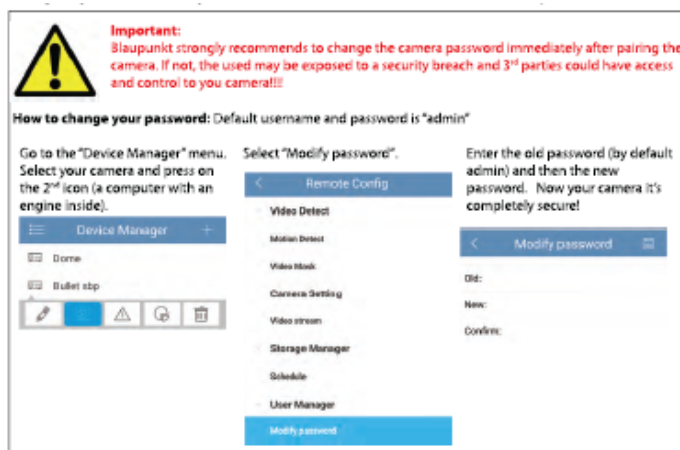 Important:
Blaupunkt strongly recommends to change the camera password immediately after pairing the
camera. If not, the used may be exposed to a security breach and 3rd parties could have access
and control to you camera!!!!
How to change your password: Default username and password is "admin"
Go to the "Device Manager" menu.
Select your camera and press on
the 2nd icon (a computer with an
engine inside).
Device Manager
Dome
Bullet sbp
Select "Modify password".
Remote Config
Video Detect
Motion Detect
Video Mask
Camera Setting
Video stream
Storage Manager
Schedule
User Manager
Modify password
Enter the old password (by default
admin) and then the new
password. Now your camera it's
completely secure!
Modify password
Old:
New:
Confirm: